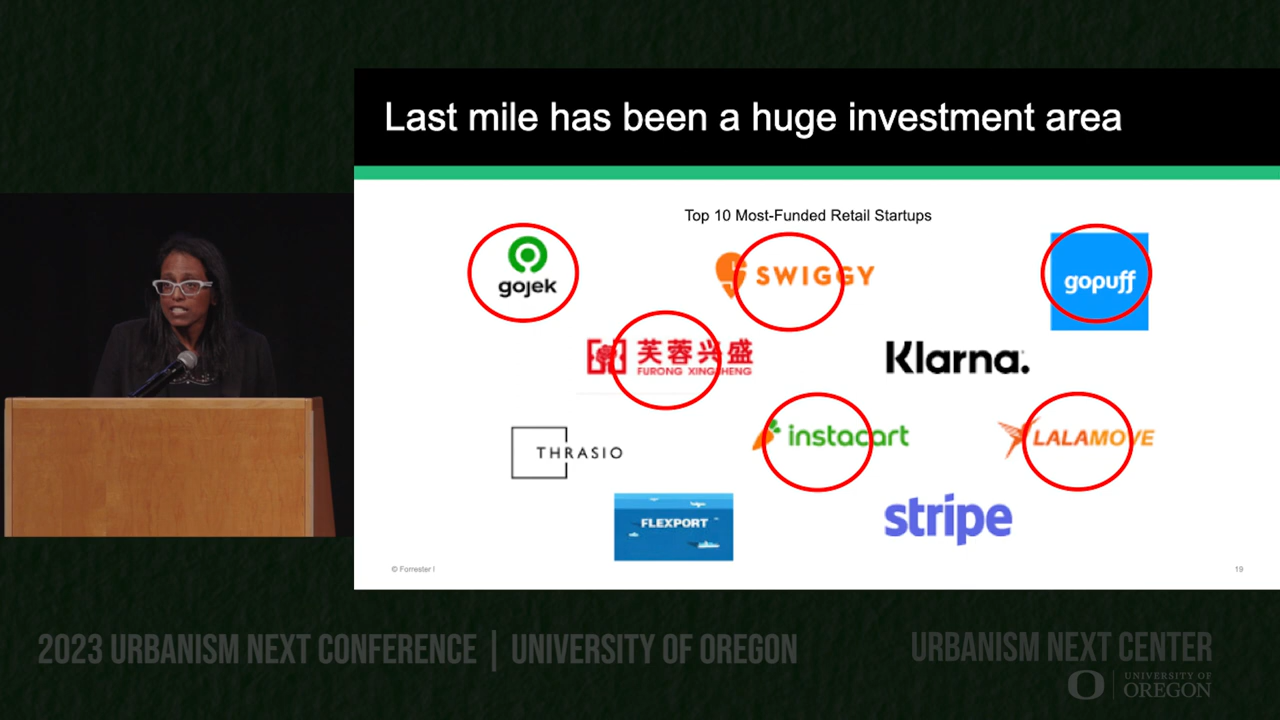 Last mile has been a huge investment area
Top 10 Most-Funded Retail Startups
gojek
SWIGGY
gopuff
芙蓉兴盛
FURONG XINGSHENG
Klarna.
THRASIO
instacart
LALAMOVE
FLEXPORT
stripe
© Forrester |
19
2023 URBANISM NEXT CONFERENCE | UNIVERSITY OF OREGON
URBANISM NEXT CENTER
O UNIVERSITY OF
OREGON